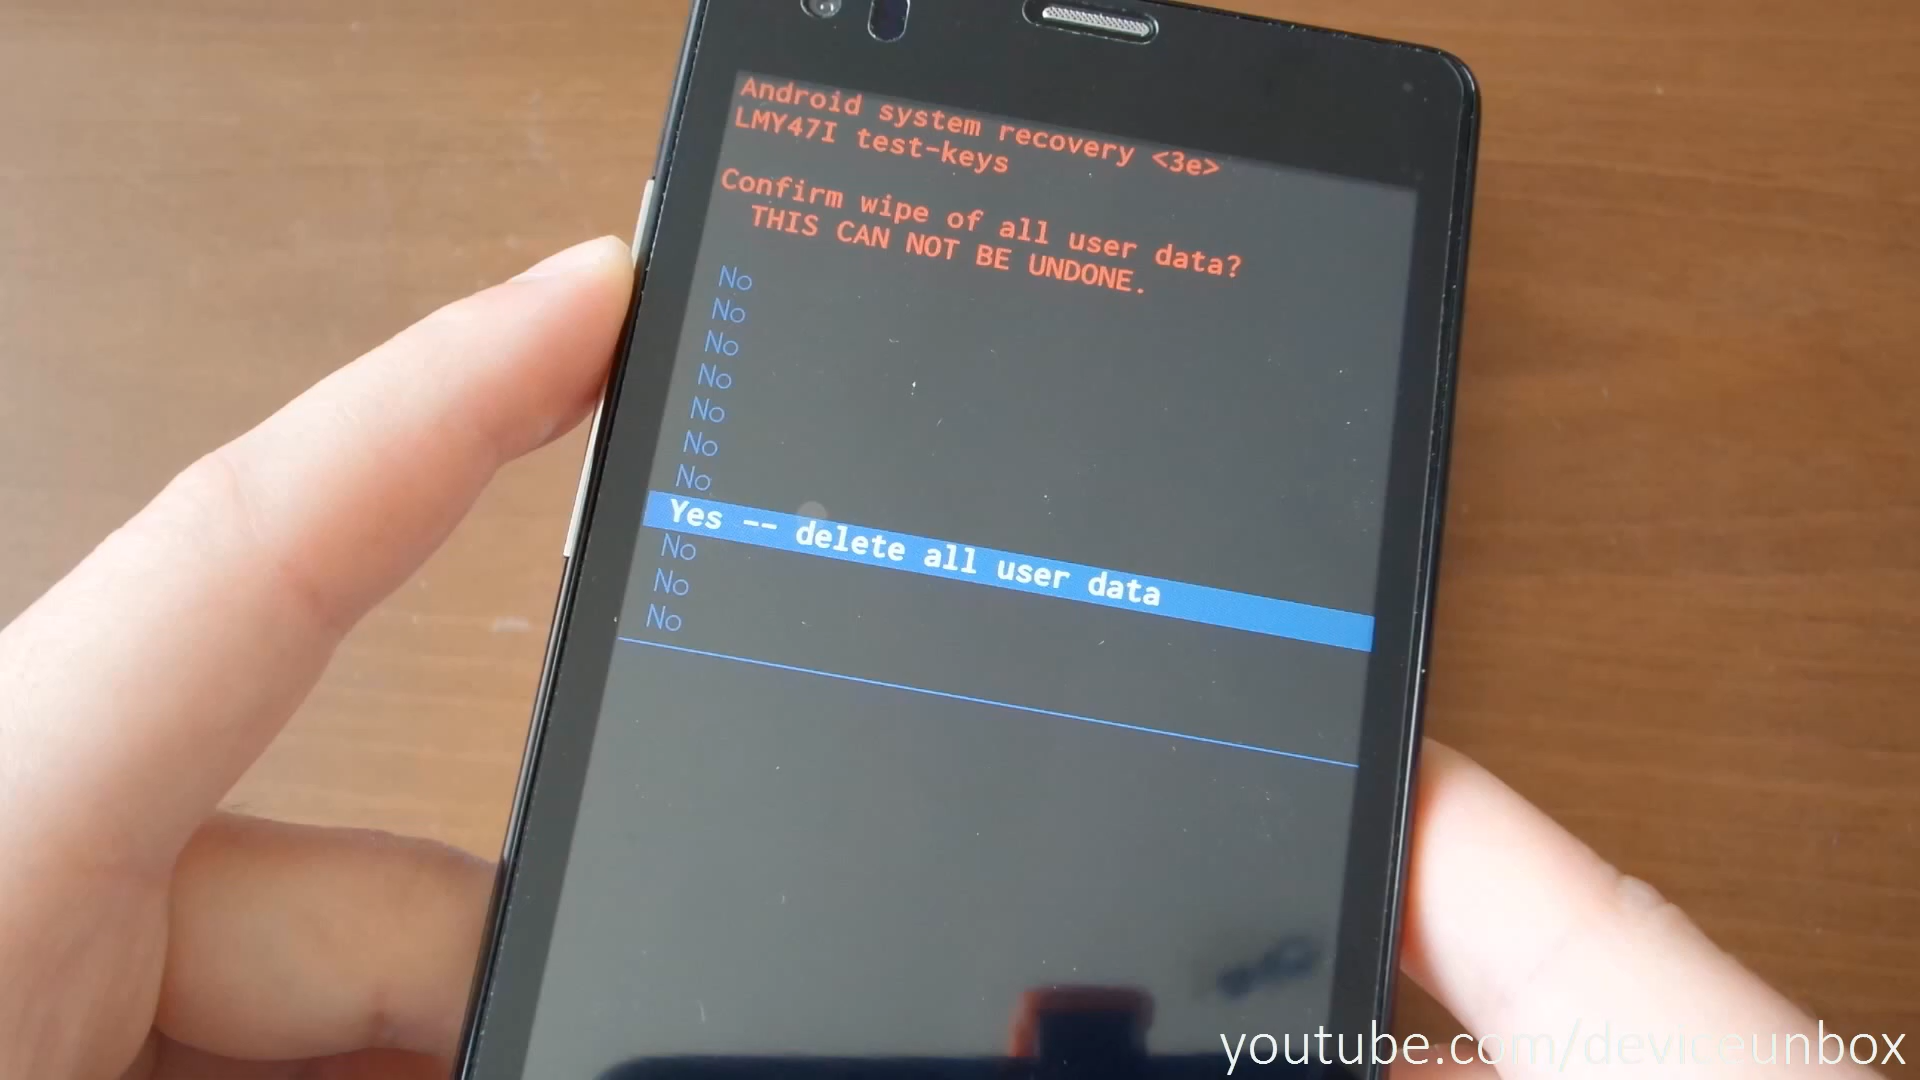 Android system recovery <3e>
LMY47I test-keys
Confirm wipe of all user data?
THIS CAN NOT BE UNDONE.
No
No
No
No
No
No
No
Yes -- delete all user data
No
No
No
youtube.com/deviceunbox